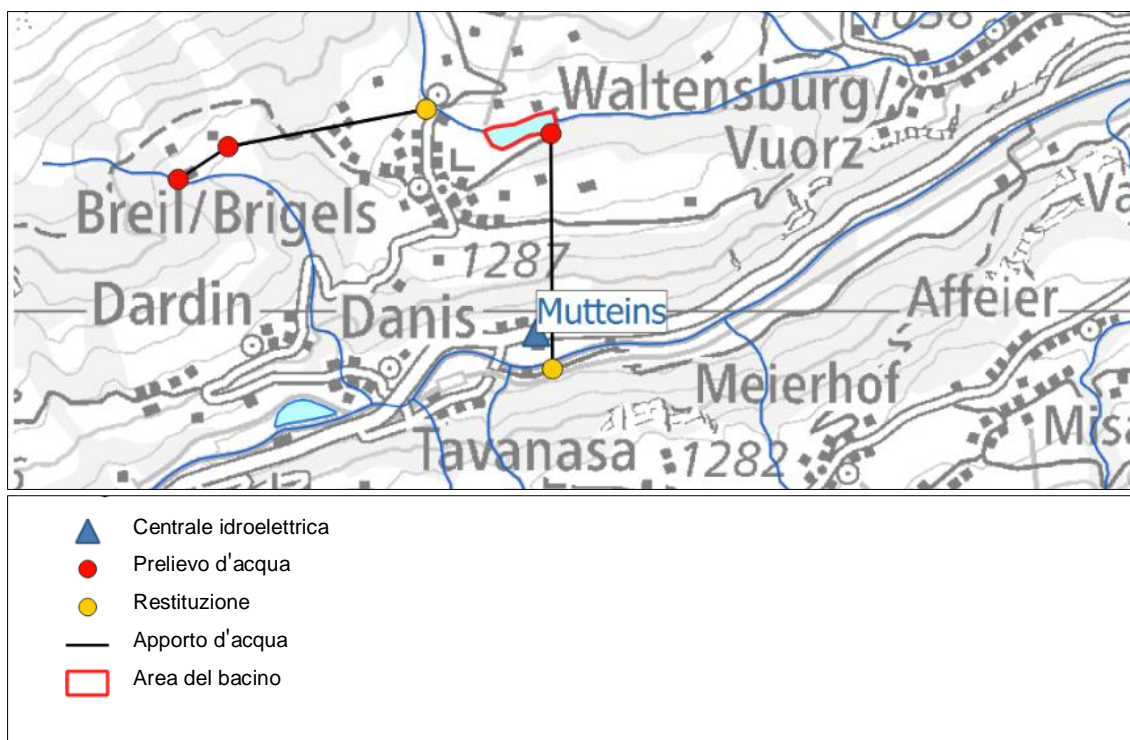 1038
Waltensburg/
Vuorz
Breil/Brigels
1287
Dardin
Danis
Mutteins
Affeier
Meierhof
Tavanasa
1282
Centrale idroelettrica
Prelievo d'acqua
Restituzione
Apporto d'acqua
Area del bacino